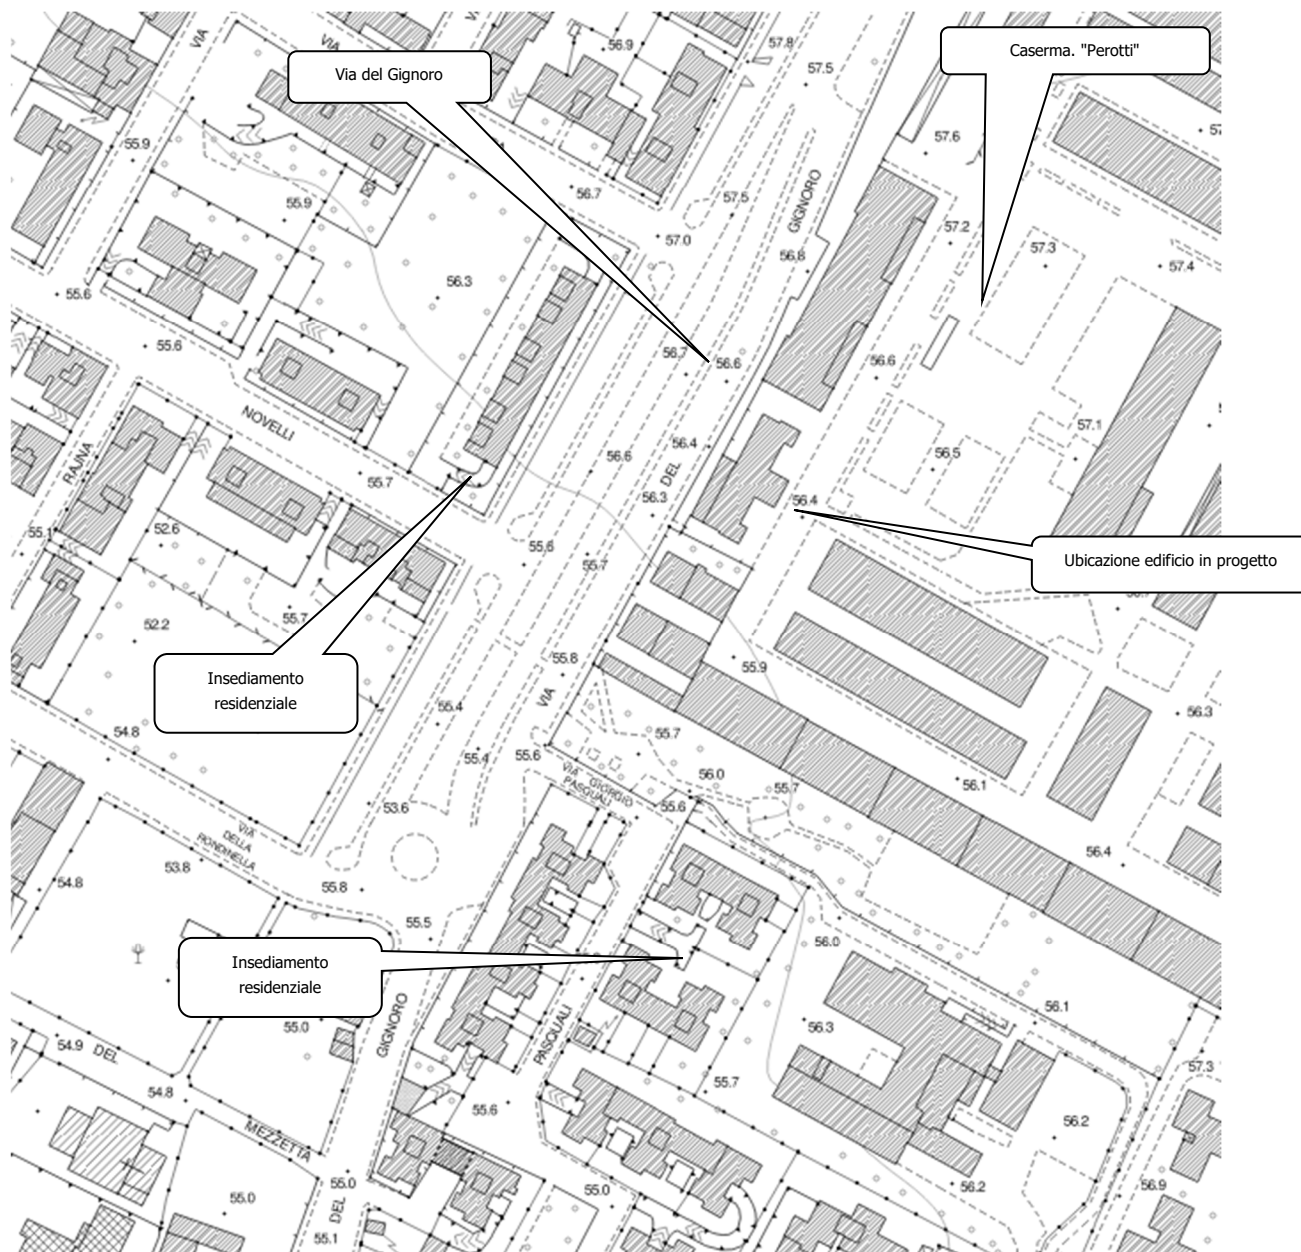 VIA
VIA
56.9
57.8
57.5
Via del Gignoro
Caserma. "Perotti"
57.6
55.9
56.7
57.5
GIGNORO
55.9
57.0
56.8
57.2
57.3
57.4
56.3
55.6
55.6
56.7
56.6
56.6
NOVELLI
57.1
RAJNA
55.7
56.6
56.4
DEL
56.5
56.3
56.4
55.1
52.6
55.6
55.7
Ubicazione edificio in progetto
52.2
55.7
55.8
55.9
Insediamento
residenziale
55.4
VIA
56.3
54.8
55.4
55.6
55.7
56.0
55.7
56.1
VIA GIORGIO
PASQUALI
55.6
53.6
VIA
DELLA
RONDINELLA
53.8
56.4
54.8
55.8
55.5
56.0
Insediamento
residenziale
56.1
GIGNORO
55.0
56.3
PASQUALI
54.9
DEL
57.3
54.8
55.7
55.6
56.2
MEZZETTA
55.0
55.0
55.0
56.2
56.9
DEL
55.1